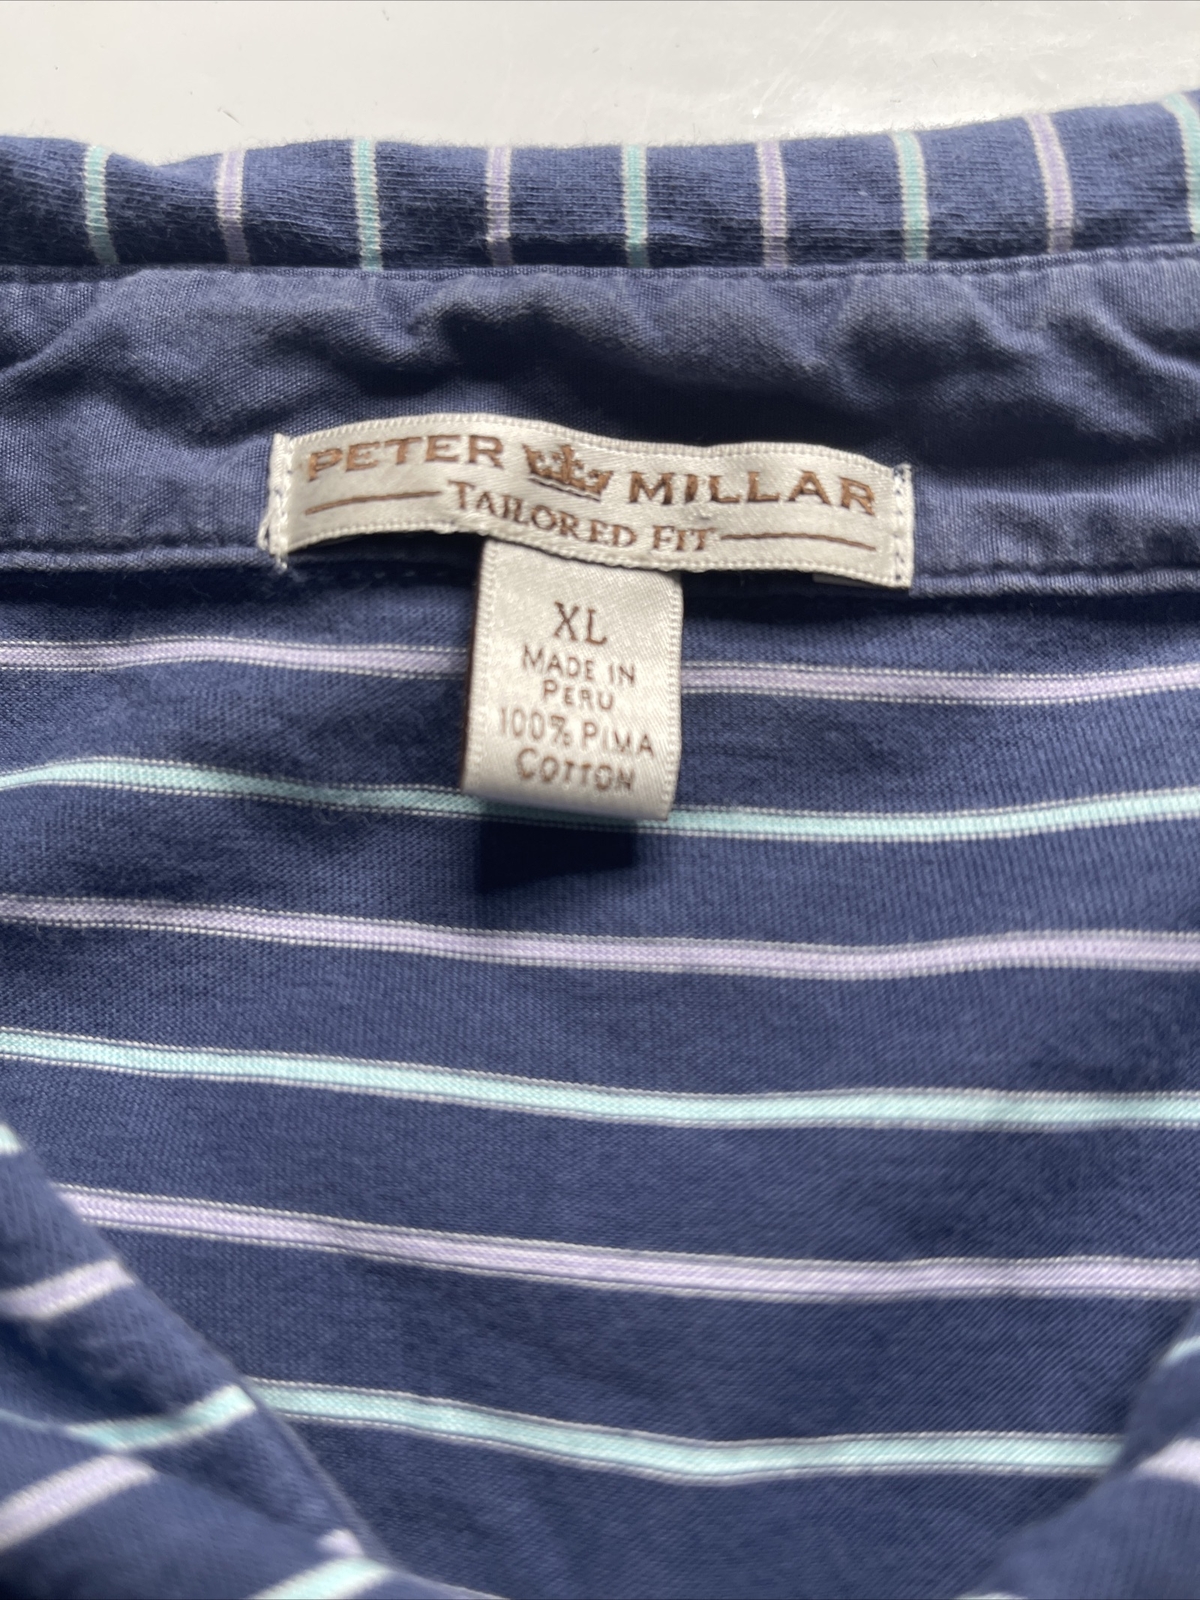 PETER MILLAR
TAILORED FIT
XL
MADE IN
PERU
100% PIMA
COTTON